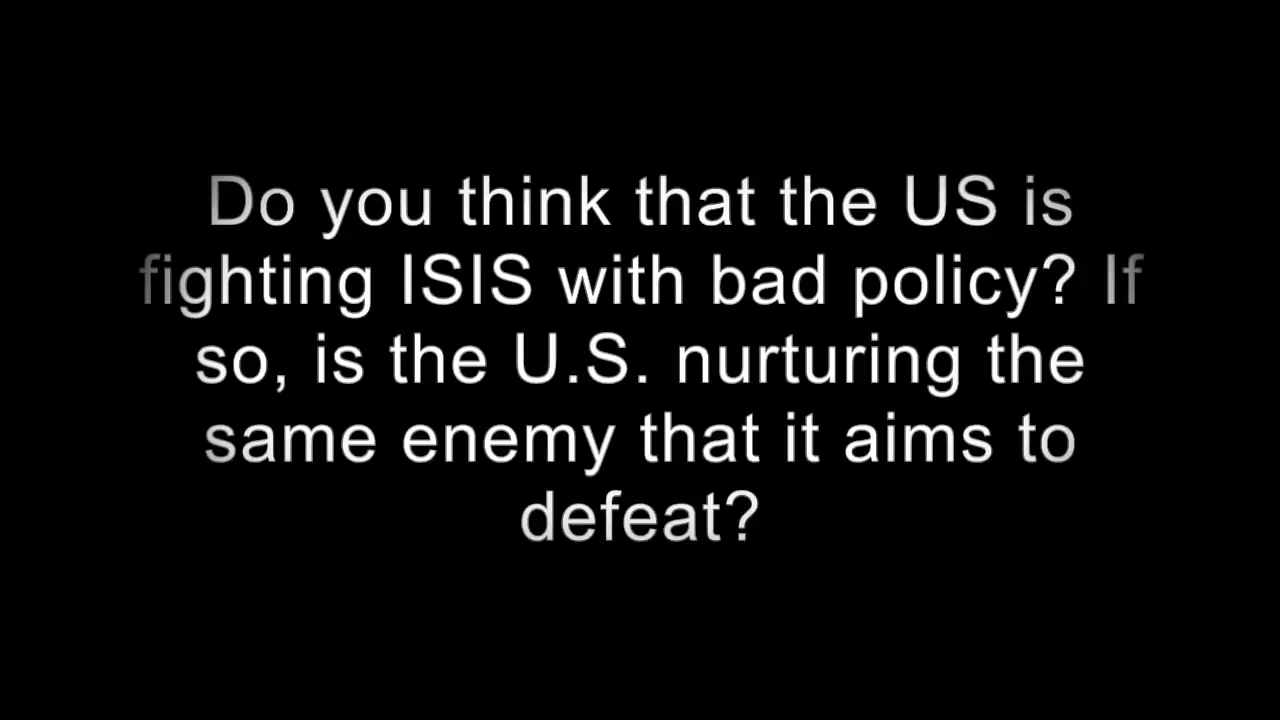 Do you think that the US is
fighting ISIS with bad policy? If
so, is the U.S. nurturing the
same enemy that it aims to
defeat?